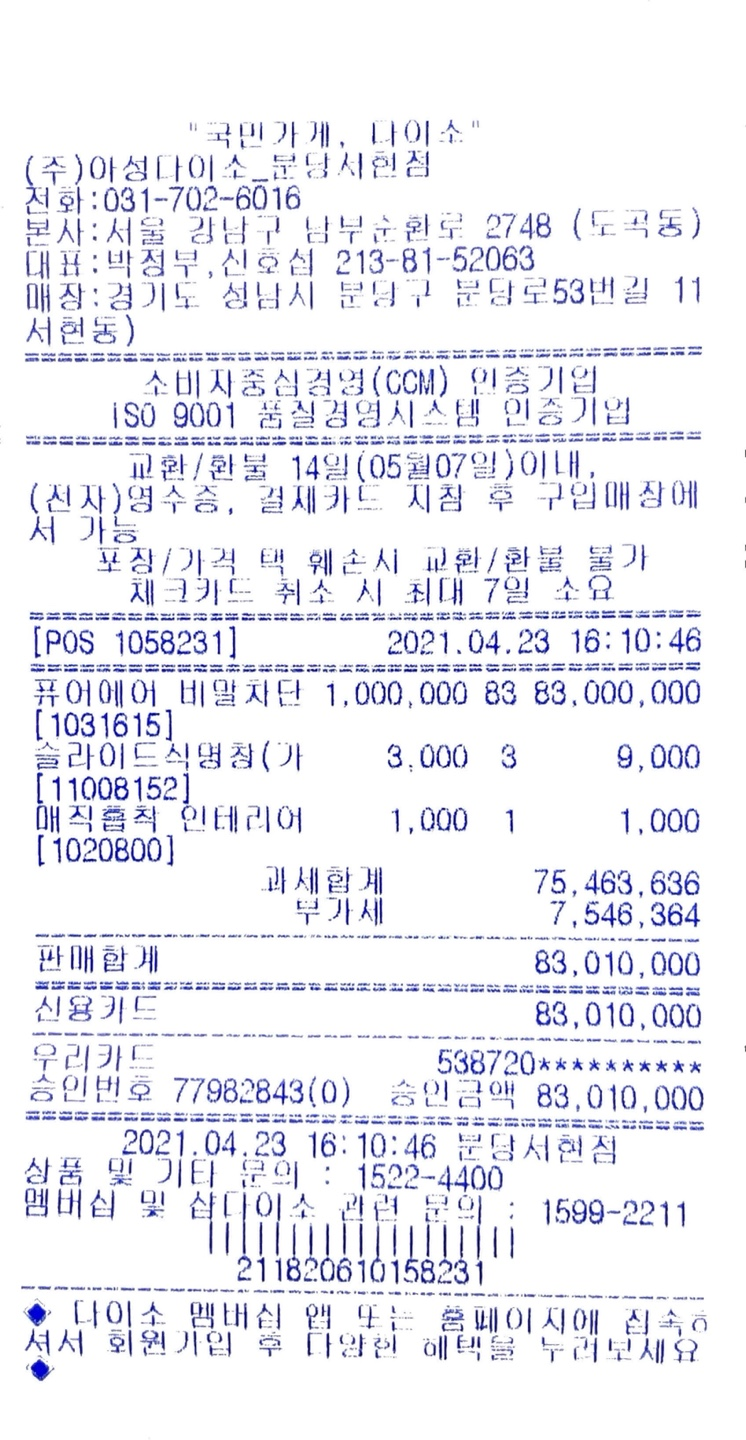 "국민가게, 다이소"
(주)아성다이소_분당서현점
전화:031-702-6016
본사:서울 강남구 남부순환로 2748 (도곡동)
대표:박정부,신호섭 213-81-52063
매장:경기도 성남시 분당구 분당로53번길 11
서현동)
소비자중심경영(CCM) 인증기업
ISO 9001 품질경영시스템 인증기업
교환/환불 14일(05월07일)이내,
(전자)영수증, 결제카드 지참 후 구입매장에
서 가능
포장/가격 택 훼손시 교환/환불 불가
체크카드 취소 시 최대 7일 소요
[POS 1058231] 2021.04.23 16:10:46
퓨어에어 비말차단 1,000,000 83 83,000,000
[1031615]
슬라이드식명찰(가 3,000 3 9,000
[11008152]
매직흡착 인테리어 1,000 1 1,000
[1020800]
과세합계 75,463,636
부가세 7,546,364
판매합계 83,010,000
신용카드 83,010,000
우리카드 538720**********
승인번호 77982843(0) 승인금액 83,010,000
2021.04.23 16:10:46 분당서현점
상품 및 기타 문의 : 1522-4400
멤버십 및 샵다이소 관련 문의 : 1599-2211
211820610158231
◆ 다이소 멤버십 앱 또는 홈페이지에 접속하
셔서 회원가입 후 다양한 혜택을 누려보세요
◆